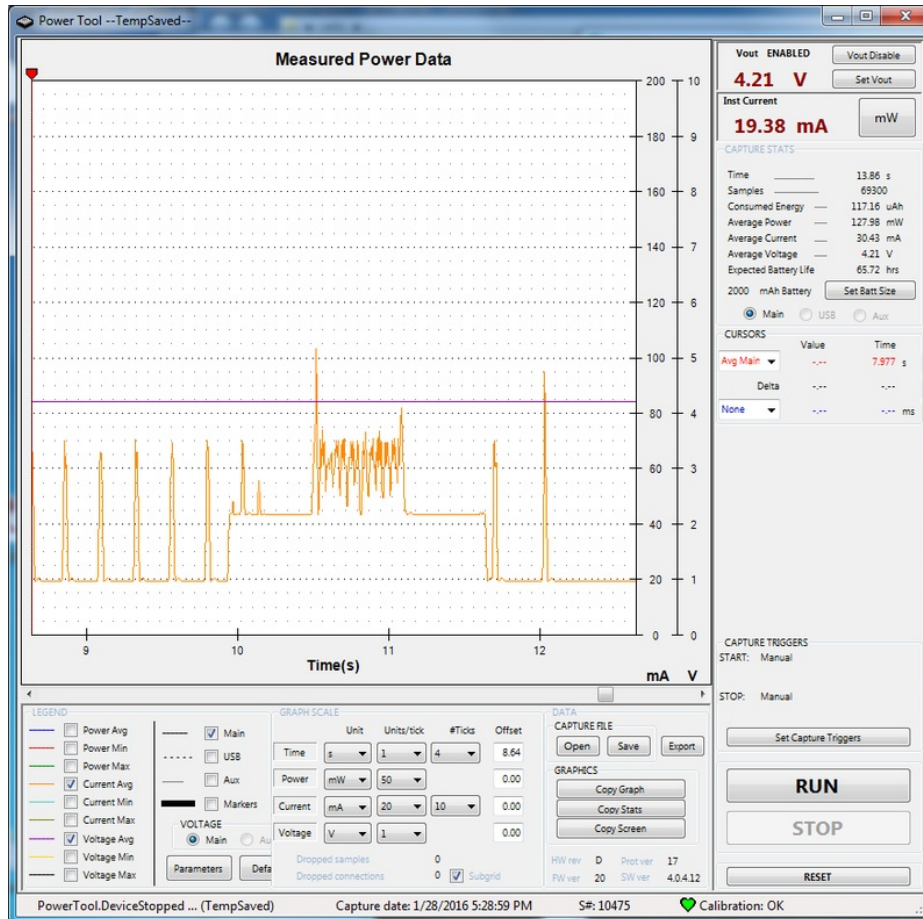 Power Tool --TempSaved--
Measured Power Data
200 10
180 9
160 8
140 7
120 6
100 5
80 4
60 3
40 2
20 1
0 0
9 10 11 12
Time(s)
mA V
Vout ENABLED
4.21 V
Vout Disable
Set Vout
Inst Current
19.38 mA
mW
CAPTURE STATS
Time 13.86 s
Samples 69300
Consumed Energy 117.16 uAh
Average Power 127.98 mW
Average Current 30.43 mA
Average Voltage 4.21 V
Expected Battery Life 65.72 hrs
2000 mAh Battery Set Batt Size
Main USB Aux
CURSORS
Value Time
Avg Main -.-- 7.977 s
Delta -.-- -.--
None -.-- -.-- ms
CAPTURE TRIGGERS
START: Manual
STOP: Manual
Set Capture Triggers
RUN
STOP
RESET
LEGEND
Power Avg
Power Min
Power Max
Current Avg
Current Min
Current Max
Voltage Avg
Voltage Min
Voltage Max
Main
USB
Aux
Markers
VOLTAGE
Main Au
Parameters Defa
GRAPH SCALE
Unit Units/tick #Ticks Offset
Time s 1 4 8.64
Power mW 50 0.00
Current mA 20 10 0.00
Voltage V 1 0.00
Dropped samples 0
Dropped connections 0 Subgrid
DATA
CAPTURE FILE
Open Save Export
GRAPHICS
Copy Graph
Copy Stats
Copy Screen
HW rev D Prot ver 17
FW ver 20 SW ver 4.0.4.12
PowerTool.DeviceStopped ... (TempSaved) Capture date: 1/28/2016 5:28:59 PM S#: 10475 Calibration: OK